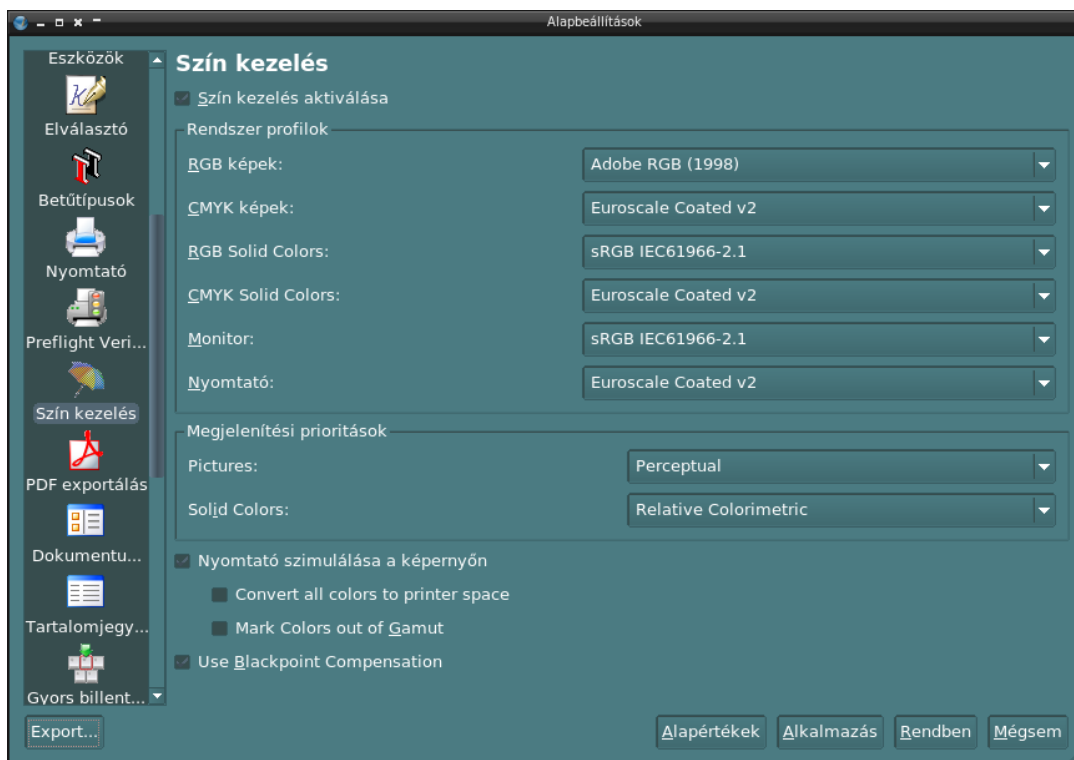 Alapbeállítások
Eszközök
Elválasztó
Betűtípusok
Nyomtató
Preflight Veri...
Szín kezelés
PDF exportálás
Dokumentu...
Tartalomjegy...
Gyors billent...
Szín kezelés
Szín kezelés aktiválása
Rendszer profilok
RGB képek: Adobe RGB (1998)
CMYK képek: Euroscale Coated v2
RGB Solid Colors: sRGB IEC61966-2.1
CMYK Solid Colors: Euroscale Coated v2
Monitor: sRGB IEC61966-2.1
Nyomtató: Euroscale Coated v2
Megjelenítési prioritások
Pictures: Perceptual
Solid Colors: Relative Colorimetric
Nyomtató szimulálása a képernyőn
Convert all colors to printer space
Mark Colors out of Gamut
Use Blackpoint Compensation
Export... Alapértékek Alkalmazás Rendben Mégsem